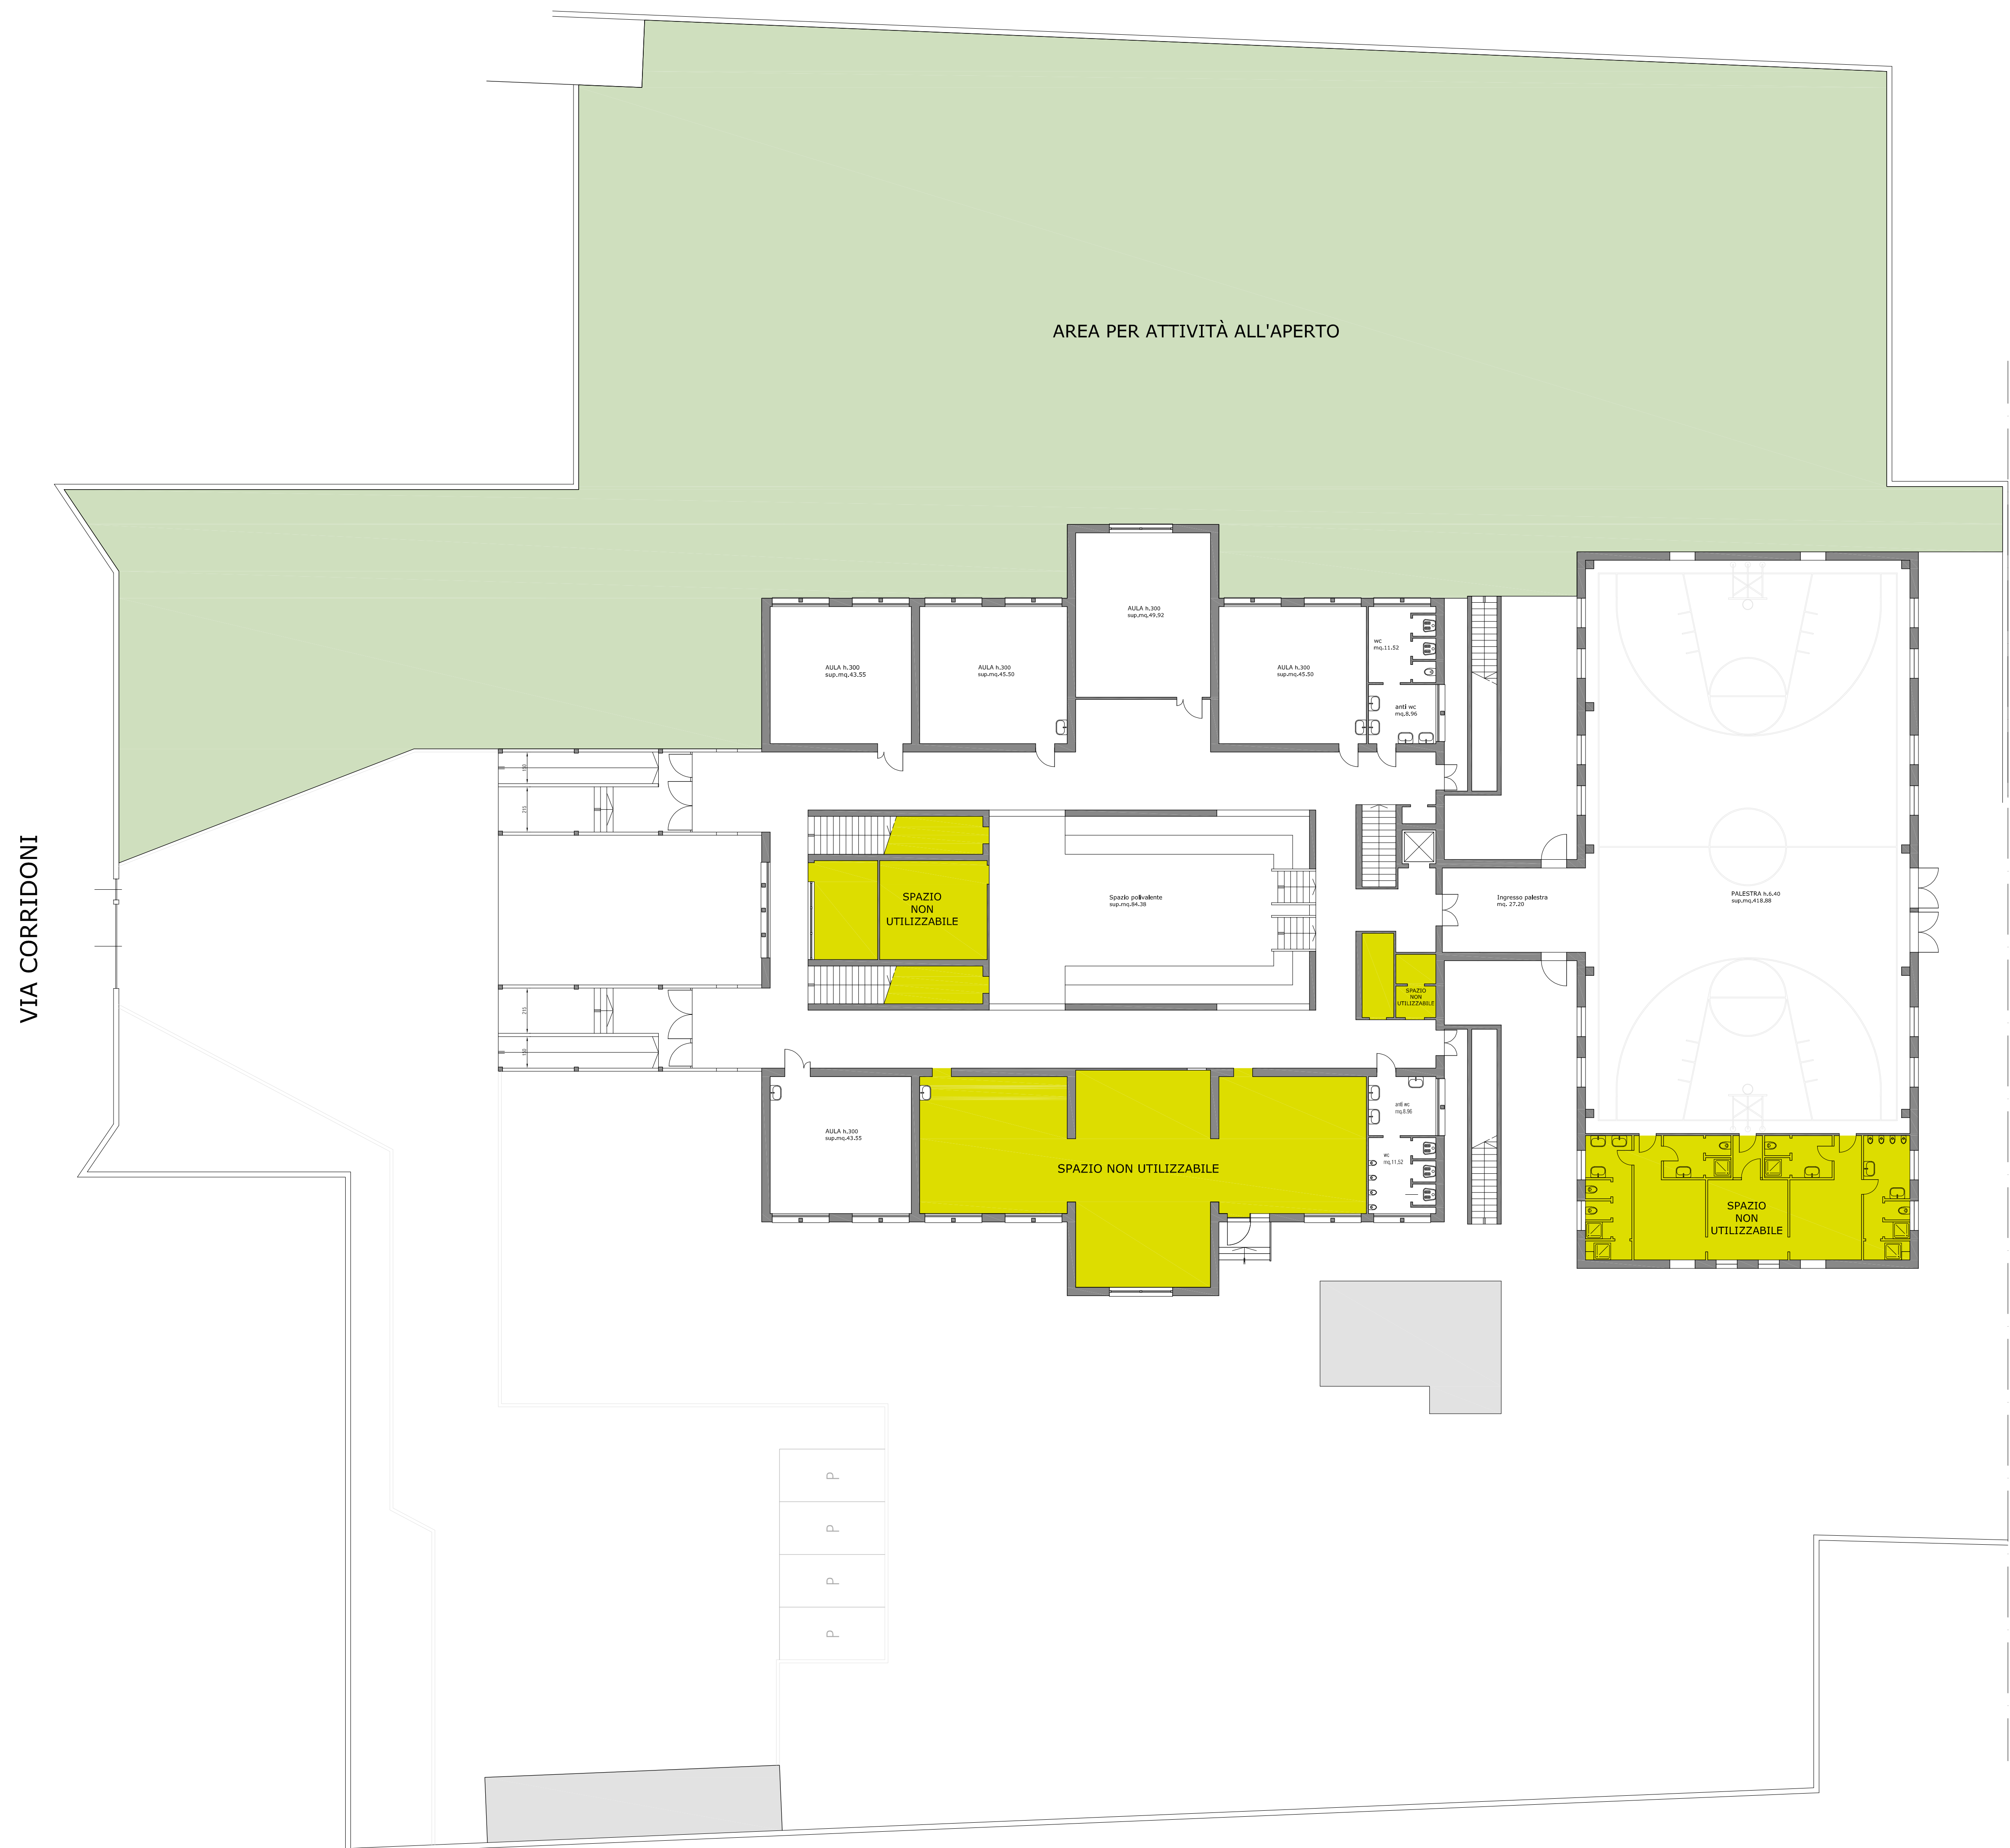 AREA PER ATTIVITÀ ALL'APERTO
AULA h.300
sup.mq.49.92
AULA h.300
sup.mq.43.55
AULA h.300
sup.mq.45.50
AULA h.300
sup.mq.45.50
wc
mq.11.52
anti wc
mq.8.96
150
215
VIA CORRIDONI
SPAZIO
NON
UTILIZZABILE
Spazio polivalente
sup.mq.84.38
Ingresso palestra
mq. 27.20
PALESTRA h.6.40
sup.mq.418.88
SPAZIO
NON
UTILIZZABILE
215
150
AULA h.300
sup.mq.43.55
SPAZIO NON UTILIZZABILE
anti wc
mq.8.96
wc
mq.11.52
SPAZIO
NON
UTILIZZABILE
P
P
P
P